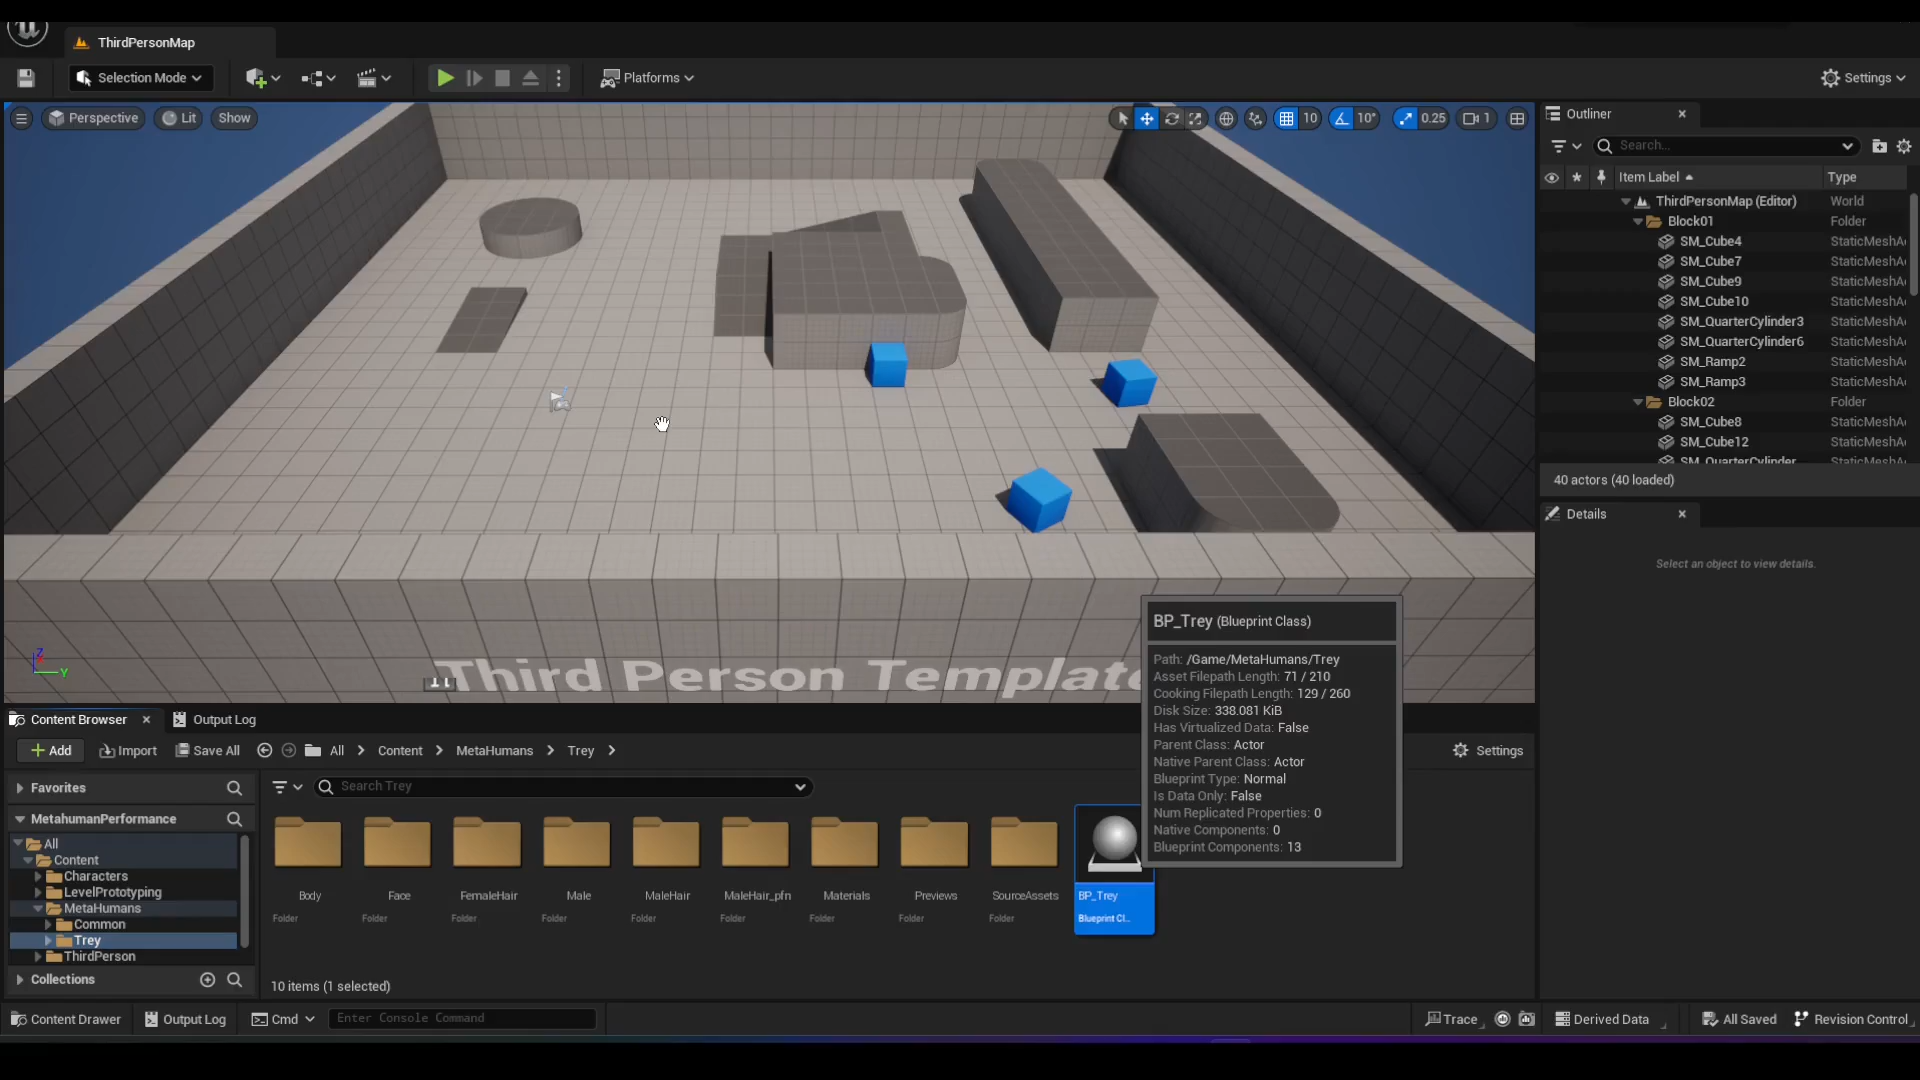 ThirdPersonMap
Selection Mode
Platforms
Settings
Perspective
Lit
Show
10
10°
0.25
1
Outliner
Search...
Item Label
Type
ThirdPersonMap (Editor)
World
Block01
Folder
SM_Cube4
StaticMeshA
SM_Cube7
StaticMeshA
SM_Cube9
StaticMeshA
SM_Cube10
StaticMeshA
SM_QuarterCylinder3
StaticMeshA
SM_QuarterCylinder6
StaticMeshA
SM_Ramp2
StaticMeshA
SM_Ramp3
StaticMeshA
Block02
Folder
SM_Cube8
StaticMeshA
SM_Cube12
StaticMeshA
SM_QuarterCylinder
StaticMeshA
40 actors (40 loaded)
Details
Select an object to view details.
Third Person Template
Z
Y
BP_Trey (Blueprint Class)
Path: /Game/MetaHumans/Trey
Asset Filepath Length: 71 / 210
Cooking Filepath Length: 129 / 260
Disk Size: 338.081 KiB
Has Virtualized Data: False
Parent Class: Actor
Native Parent Class: Actor
Blueprint Type: Normal
Is Data Only: False
Num Replicated Properties: 0
Native Components: 0
Blueprint Components: 13
Content Browser
Output Log
Add
Import
Save All
All
Content
MetaHumans
Trey
Settings
Favorites
Search Trey
MetahumanPerformance
All
Content
Characters
LevelPrototyping
MetaHumans
Common
Trey
ThirdPerson
Collections
Body
Folder
Face
Folder
FemaleHair
Folder
Male
Folder
MaleHair
Folder
MaleHair_pfn
Folder
Materials
Folder
Previews
Folder
SourceAssets
Folder
BP_Trey
Blueprint Cl...
10 items (1 selected)
Content Drawer
Output Log
Cmd
Enter Console Command
Trace
Derived Data
All Saved
Revision Control